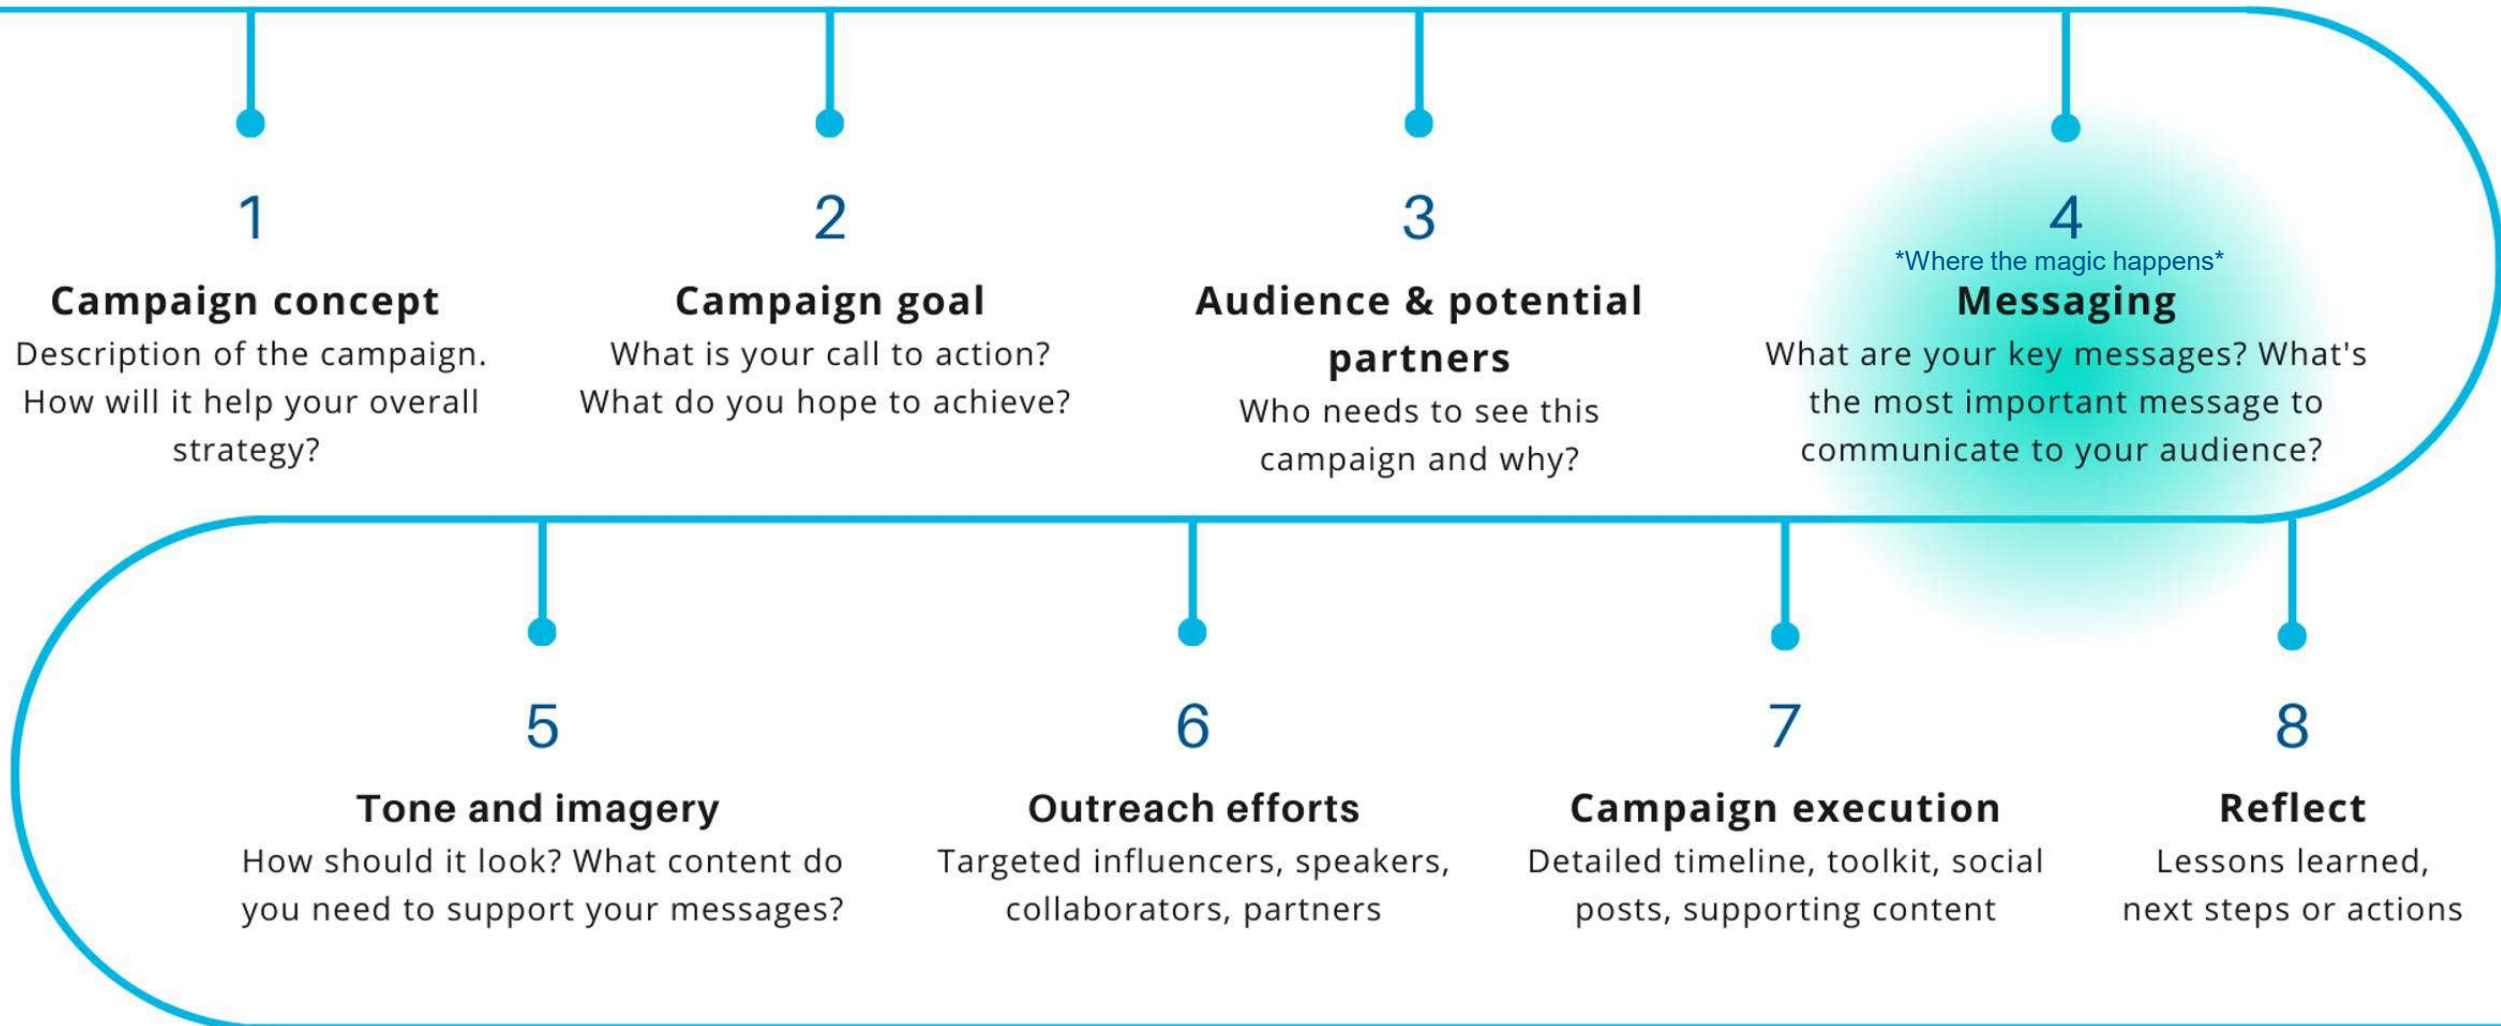 1
Campaign concept
Description of the campaign.
How will it help your overall
strategy?
2
Campaign goal
What is your call to action?
What do you hope to achieve?
3
Audience & potential
partners
Who needs to see this
campaign and why?
4
*Where the magic happens*
Messaging
What are your key messages? What's
the most important message to
communicate to your audience?
5
Tone and imagery
How should it look? What content do
you need to support your messages?
6
Outreach efforts
Targeted influencers, speakers,
collaborators, partners
7
Campaign execution
Detailed timeline, toolkit, social
posts, supporting content
8
Reflect
Lessons learned,
next steps or actions